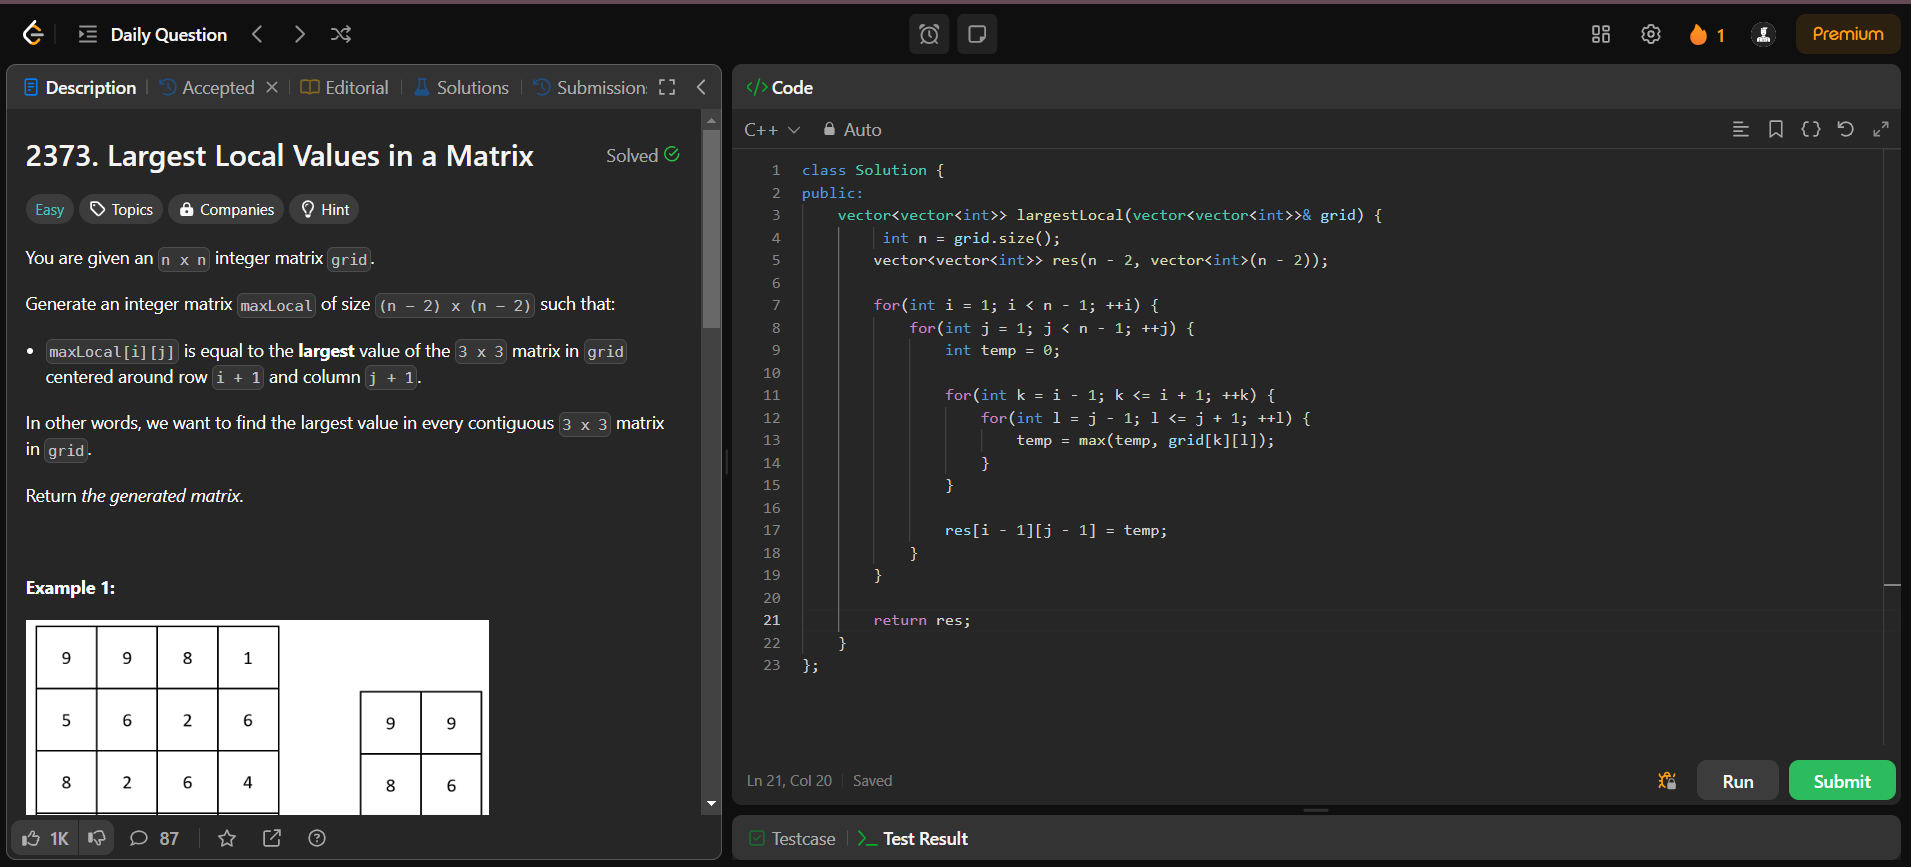 Daily Question
1
Premium
Description
Accepted
Editorial
Solutions
Submission
2373. Largest Local Values in a Matrix
Solved
Easy
Topics
Companies
Hint
You are given an n x n integer matrix grid.
Generate an integer matrix maxLocal of size (n - 2) x (n - 2) such that:
• maxLocal[i][j] is equal to the largest value of the 3 x 3 matrix in grid
centered around row i + 1 and column j + 1.
In other words, we want to find the largest value in every contiguous 3 x 3 matrix
in grid.
Return the generated matrix.
Example 1:
9 9 8 1
5 6 2 6
8 2 6 4
9 9
8 6
1K
87
</> Code
C++
Auto
1 class Solution {
2 public:
3     vector<vector<int>> largestLocal(vector<vector<int>>& grid) {
4          int n = grid.size();
5         vector<vector<int>> res(n - 2, vector<int>(n - 2));
6
7         for(int i = 1; i < n - 1; ++i) {
8             for(int j = 1; j < n - 1; ++j) {
9                 int temp = 0;
10
11                 for(int k = i - 1; k <= i + 1; ++k) {
12                     for(int l = j - 1; l <= j + 1; ++l) {
13                         temp = max(temp, grid[k][l]);
14                     }
15                 }
16
17                 res[i - 1][j - 1] = temp;
18             }
19         }
20
21         return res;
22     }
23 };
Ln 21, Col 20
Saved
Run
Submit
Testcase
Test Result